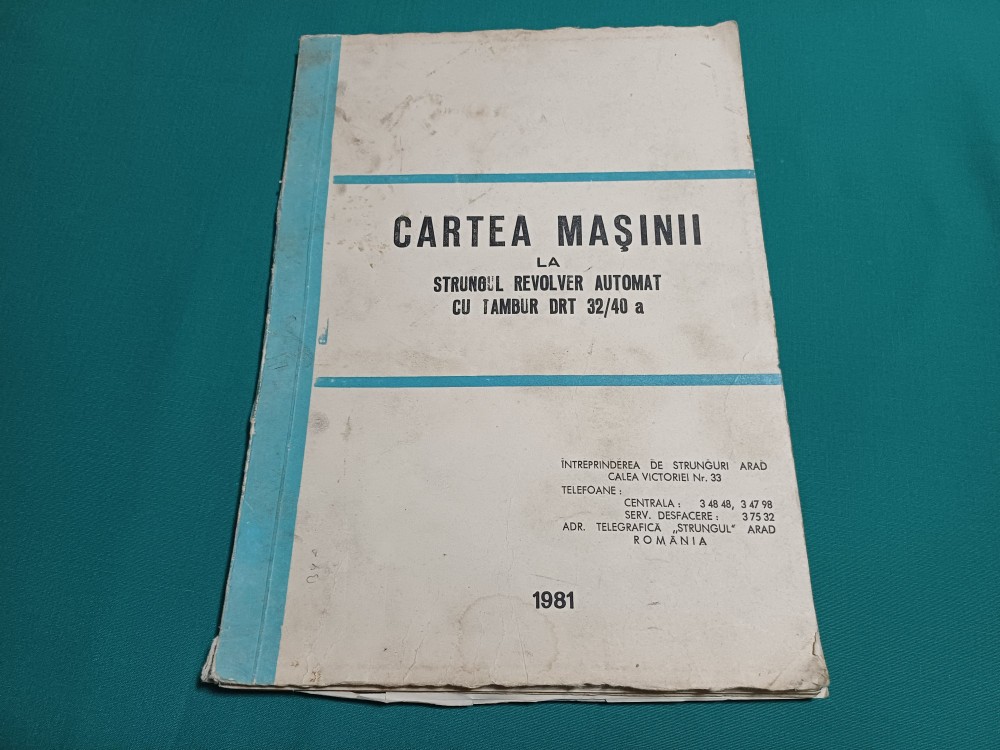 CARTEA MAŞINII
LA
STRUNGUL REVOLVER AUTOMAT
CU TAMBUR DRT 32/40 a
ÎNTREPRINDEREA DE STRUNGURI ARAD
CALEA VICTORIEI Nr. 33
TELEFOANE :
CENTRALA : 3 48 48, 3 47 98
SERV. DESFACERE : 3 75 32
ADR. TELEGRAFICĂ „STRUNGUL" ARAD
ROMÂNIA
1981